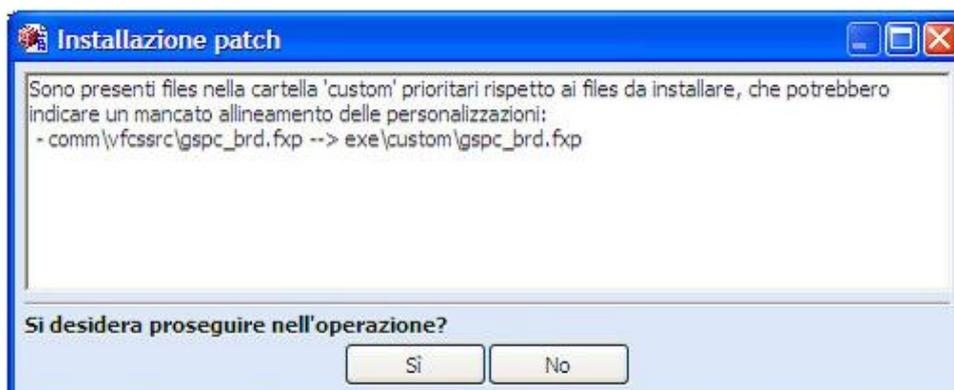 Installazione patch
Sono presenti files nella cartella 'custom' prioritari rispetto ai files da installare, che potrebbero
indicare un mancato allineamento delle personalizzazioni:
- comm\vfcssrc\gspc_brd.fxp --> exe\custom\gspc_brd.fxp
Si desidera proseguire nell'operazione?
Sì No